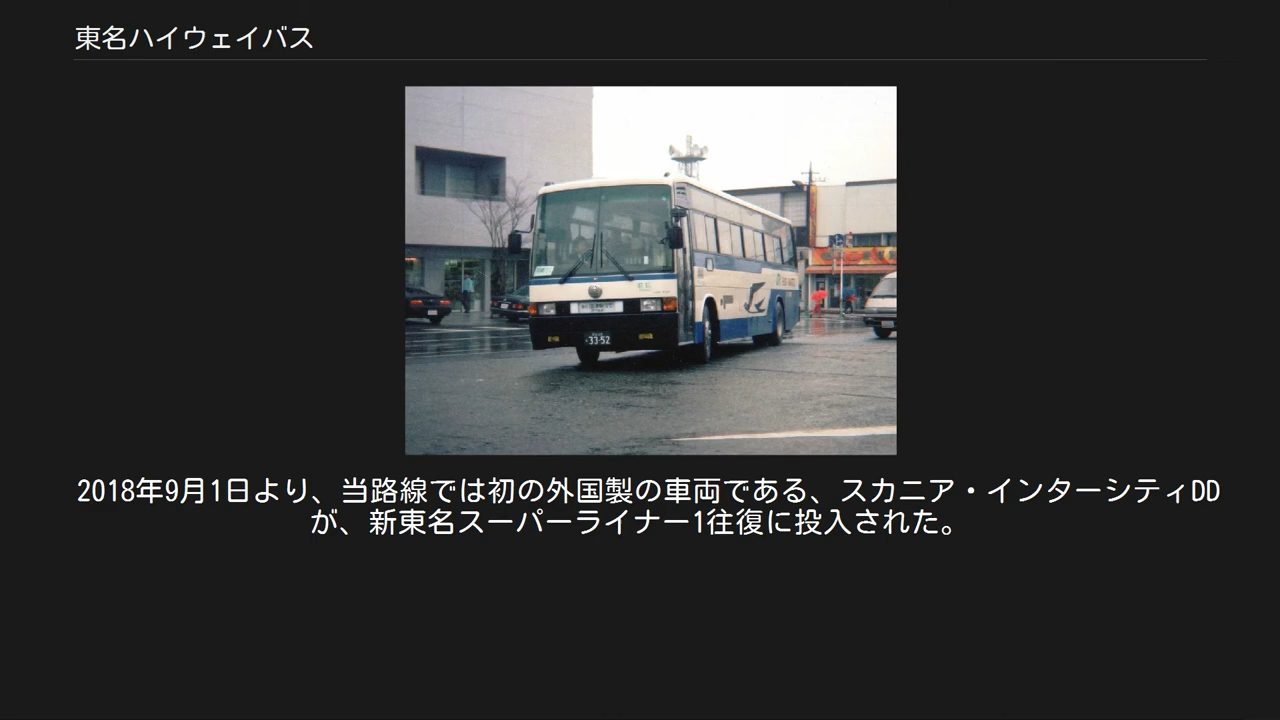 東名ハイウェイバス
33-52
2018年9月1日より、当路線では初の外国製の車両である、スカニア・インターシティDD
が、新東名スーパーライナー1往復に投入された。